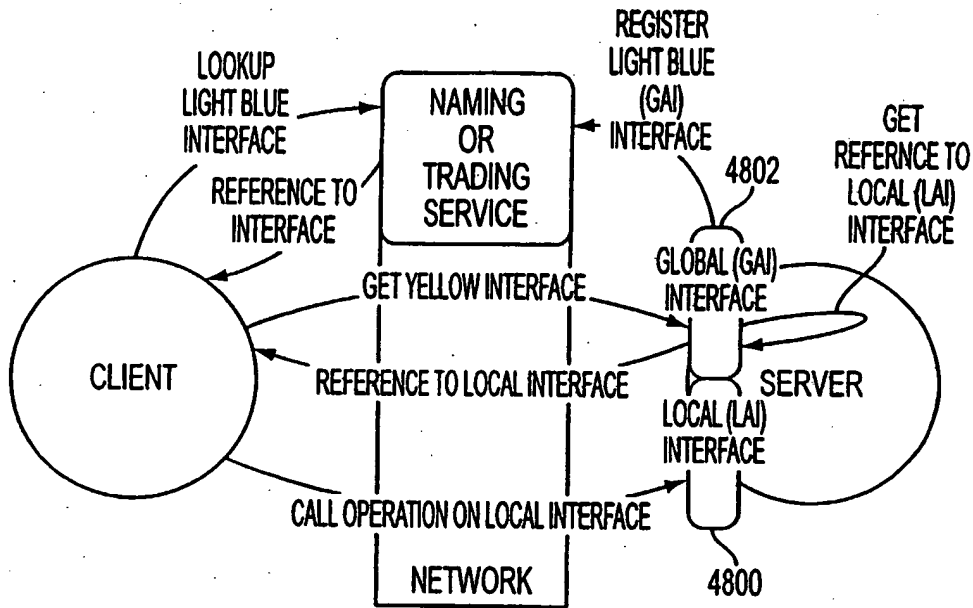 LOOKUP
LIGHT BLUE
INTERFACE
NAMING
OR
TRADING
SERVICE
REGISTER
LIGHT BLUE
(GAI)
INTERFACE
GET
REFERNCE TO
LOCAL (LAI)
INTERFACE
4802
REFERENCE TO
INTERFACE
GLOBAL (GAI)
INTERFACE
GET YELLOW INTERFACE
CLIENT
REFERENCE TO LOCAL INTERFACE
SERVER
LOCAL (LAI)
INTERFACE
CALL OPERATION ON LOCAL INTERFACE
NETWORK
4800